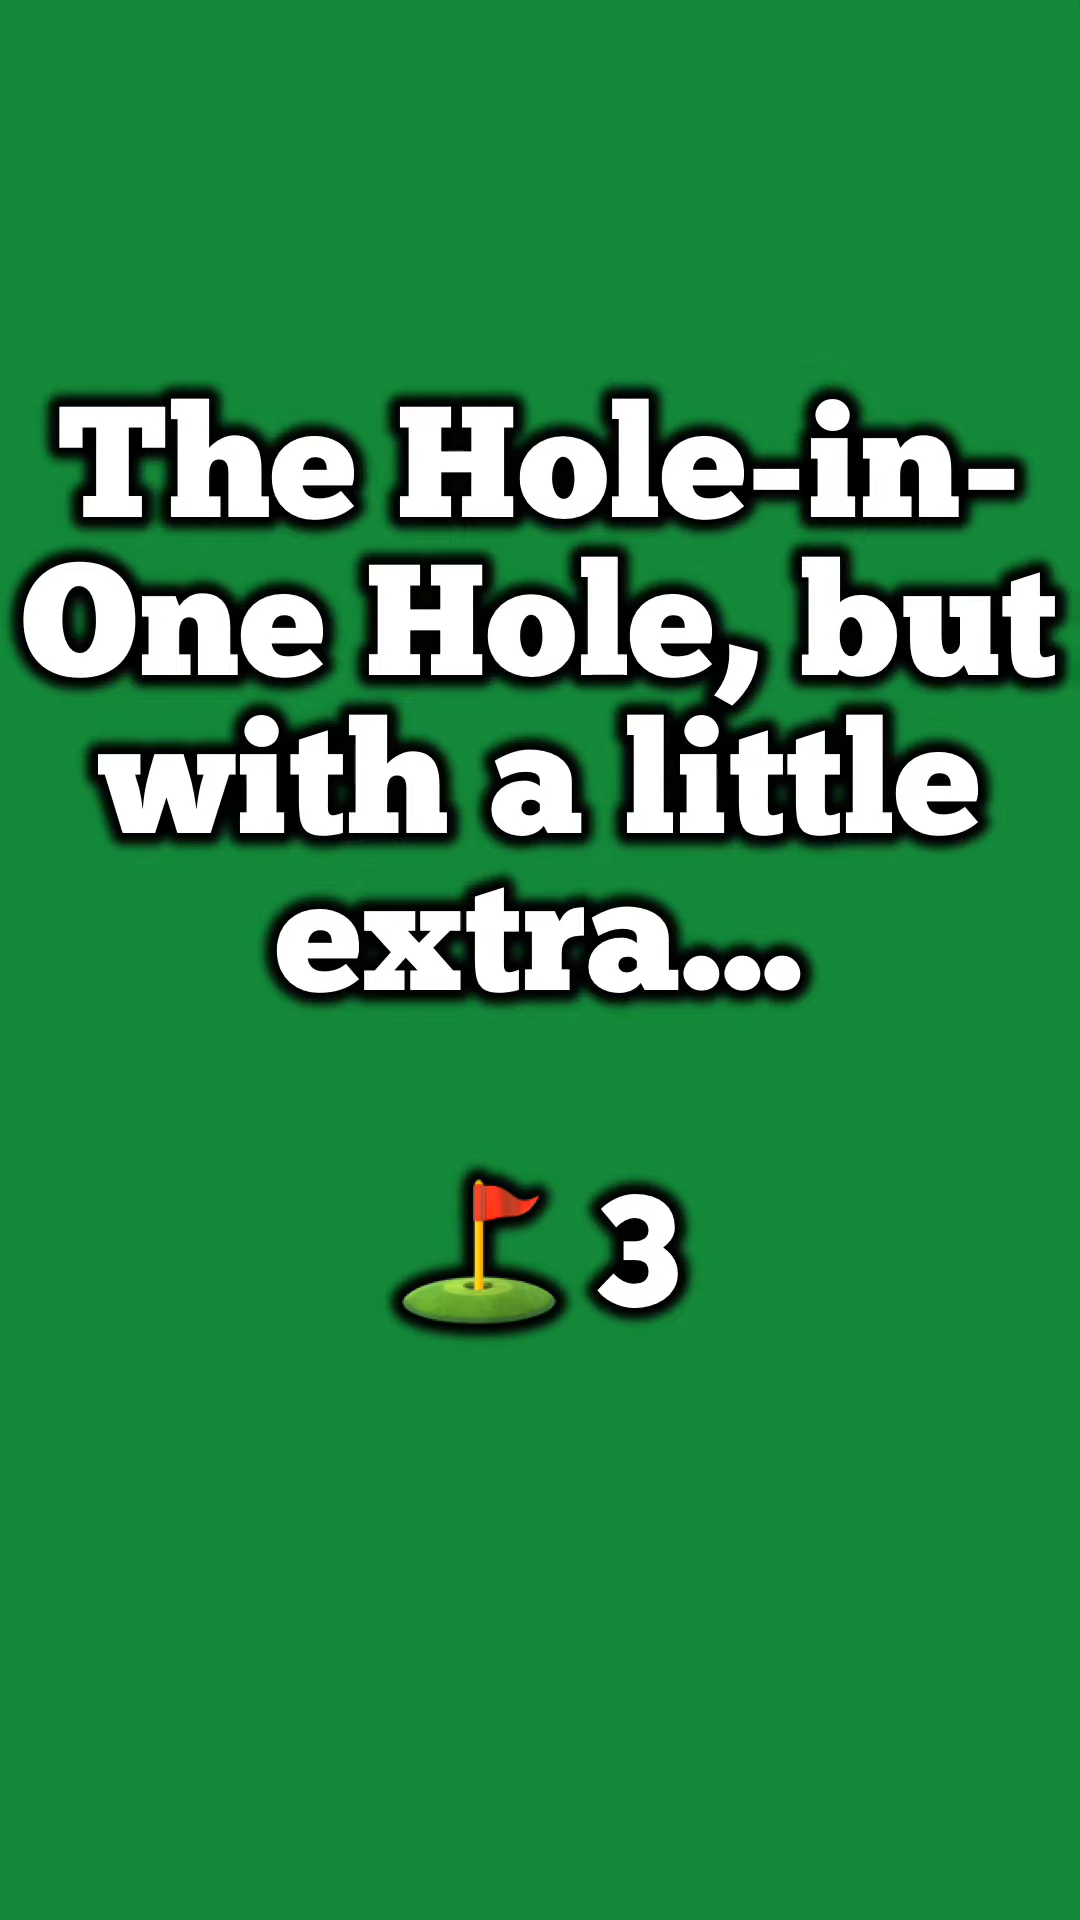 The Hole-in-
One Hole, but
with a little
extra...
⛳ 3